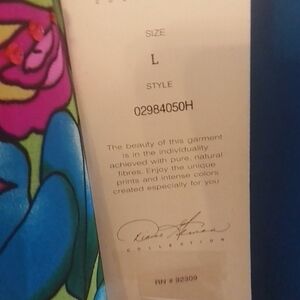 SIZE
L
STYLE
02984050H
The beauty of this garment
is in the individuality
achieved with pure, natural
fibres. Enjoy the unique
prints and intense colors
created especially for you
COLLECTION
RN # 92909